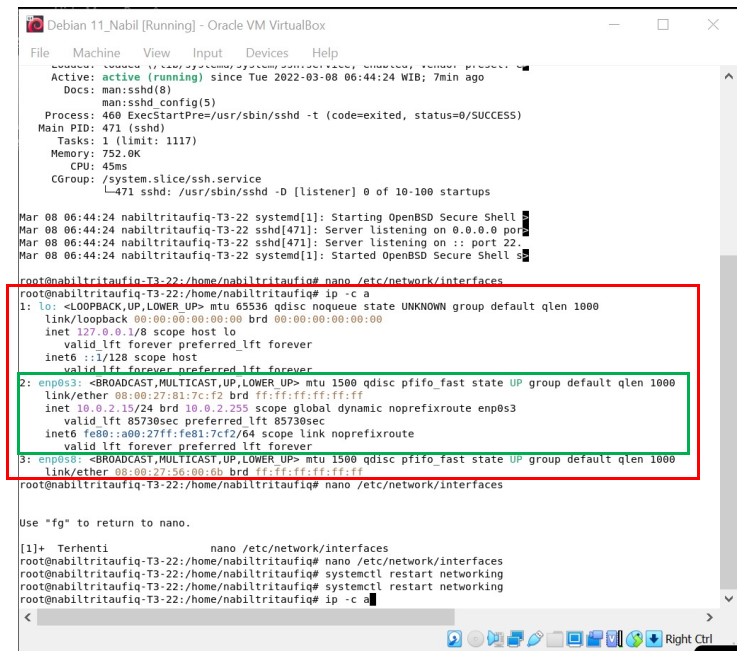 Debian 11_Nabil [Running] - Oracle VM VirtualBox
File Machine View Input Devices Help
Active: active (running) since Tue 2022-03-08 06:44:24 WIB; 7min ago
Docs: man:sshd(8)
man:sshd_config(5)
Process: 460 ExecStartPre=/usr/sbin/sshd -t (code=exited, status=0/SUCCESS)
Main PID: 471 (sshd)
Tasks: 1 (limit: 1117)
Memory: 752.0K
CPU: 45ms
CGroup: /system.slice/ssh.service
└─471 sshd: /usr/sbin/sshd -D [listener] 0 of 10-100 startups
Mar 08 06:44:24 nabiltritaufiq-T3-22 systemd[1]: Starting OpenBSD Secure Shell >
Mar 08 06:44:24 nabiltritaufiq-T3-22 sshd[471]: Server listening on 0.0.0.0 por>
Mar 08 06:44:24 nabiltritaufiq-T3-22 sshd[471]: Server listening on :: port 22.
Mar 08 06:44:24 nabiltritaufiq-T3-22 systemd[1]: Started OpenBSD Secure Shell s>
root@nabiltritaufiq-T3-22:/home/nabiltritaufiq# nano /etc/network/interfaces
root@nabiltritaufiq-T3-22:/home/nabiltritaufiq# ip -c a
1: lo: <LOOPBACK,UP,LOWER_UP> mtu 65536 qdisc noqueue state UNKNOWN group default qlen 1000
link/loopback 00:00:00:00:00:00 brd 00:00:00:00:00:00
inet 127.0.0.1/8 scope host lo
valid_lft forever preferred_lft forever
inet6 ::1/128 scope host
valid_lft forever preferred_lft forever
2: enp0s3: <BROADCAST,MULTICAST,UP,LOWER_UP> mtu 1500 qdisc pfifo_fast state UP group default qlen 1000
link/ether 08:00:27:81:7c:f2 brd ff:ff:ff:ff:ff:ff
inet 10.0.2.15/24 brd 10.0.2.255 scope global dynamic noprefixroute enp0s3
valid_lft 85730sec preferred_lft 85730sec
inet6 fe80::a00:27ff:fe81:7cf2/64 scope link noprefixroute
valid_lft forever preferred_lft forever
3: enp0s8: <BROADCAST,MULTICAST,UP,LOWER_UP> mtu 1500 qdisc pfifo_fast state UP group default qlen 1000
link/ether 08:00:27:56:00:6b brd ff:ff:ff:ff:ff:ff
root@nabiltritaufiq-T3-22:/home/nabiltritaufiq# nano /etc/network/interfaces
Use "fg" to return to nano.
[1]+ Terhenti nano /etc/network/interfaces
root@nabiltritaufiq-T3-22:/home/nabiltritaufiq# nano /etc/network/interfaces
root@nabiltritaufiq-T3-22:/home/nabiltritaufiq# systemctl restart networking
root@nabiltritaufiq-T3-22:/home/nabiltritaufiq# systemctl restart networking
root@nabiltritaufiq-T3-22:/home/nabiltritaufiq# ip -c a
Right Ctrl